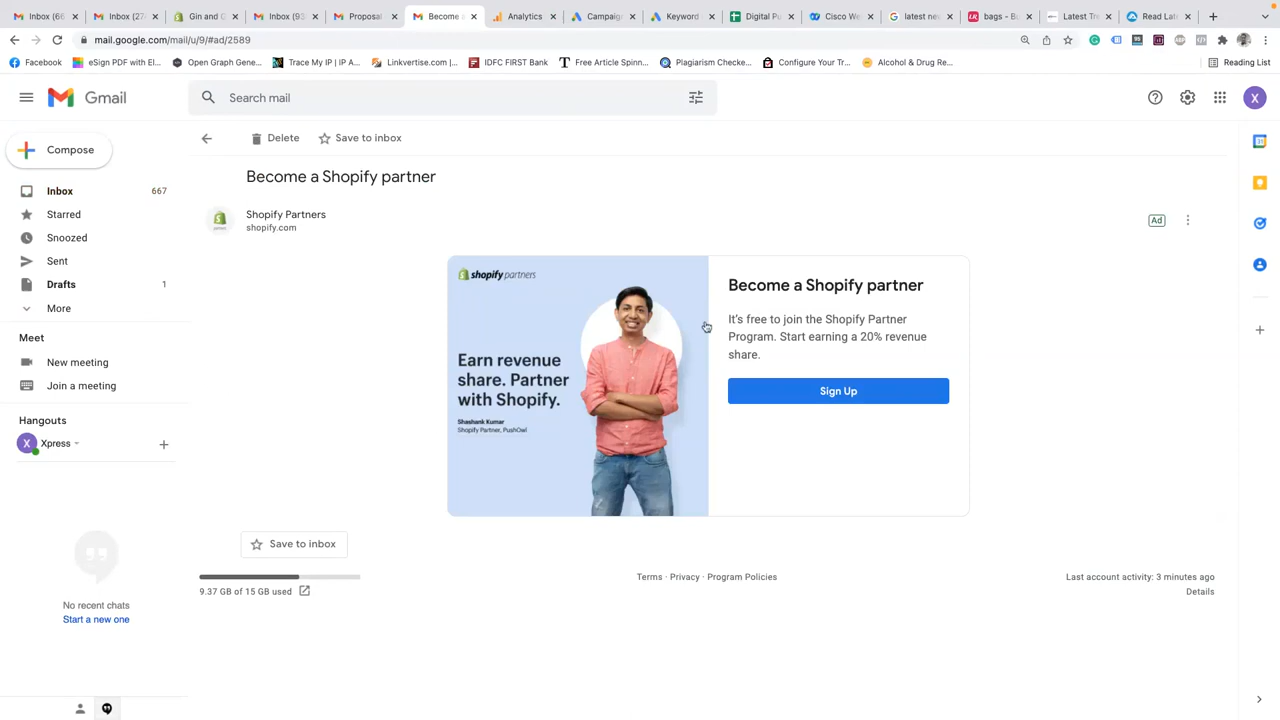 Inbox (66
Inbox (27
Gin and G
Inbox (93
Proposal
Become a
Analytics
Campaign
Keyword
Digital Pu
Cisco We
latest ne
bags - B
Latest Tre
Read Late
mail.google.com/mail/u/9/#ad/2589
Facebook
eSign PDF with El...
Open Graph Gene...
Trace My IP | IP A...
Linkvertise.com |...
IDFC FIRST Bank
Free Article Spinn...
Plagiarism Checke...
Configure Your Tr...
Alcohol & Drug Re...
Reading List
Gmail
Search mail
X
Compose
Delete
Save to inbox
Become a Shopify partner
Inbox 667
Starred
Snoozed
Sent
Drafts 1
More
Shopify Partners
shopify.com
Ad
shopify partners
Earn revenue
share. Partner
with Shopify.
Shashank Kumar
Shopify Partner, PushOwl
Become a Shopify partner
It's free to join the Shopify Partner
Program. Start earning a 20% revenue
share.
Sign Up
Meet
New meeting
Join a meeting
Hangouts
X
Xpress
No recent chats
Start a new one
Save to inbox
9.37 GB of 15 GB used
Terms · Privacy · Program Policies
Last account activity: 3 minutes ago
Details